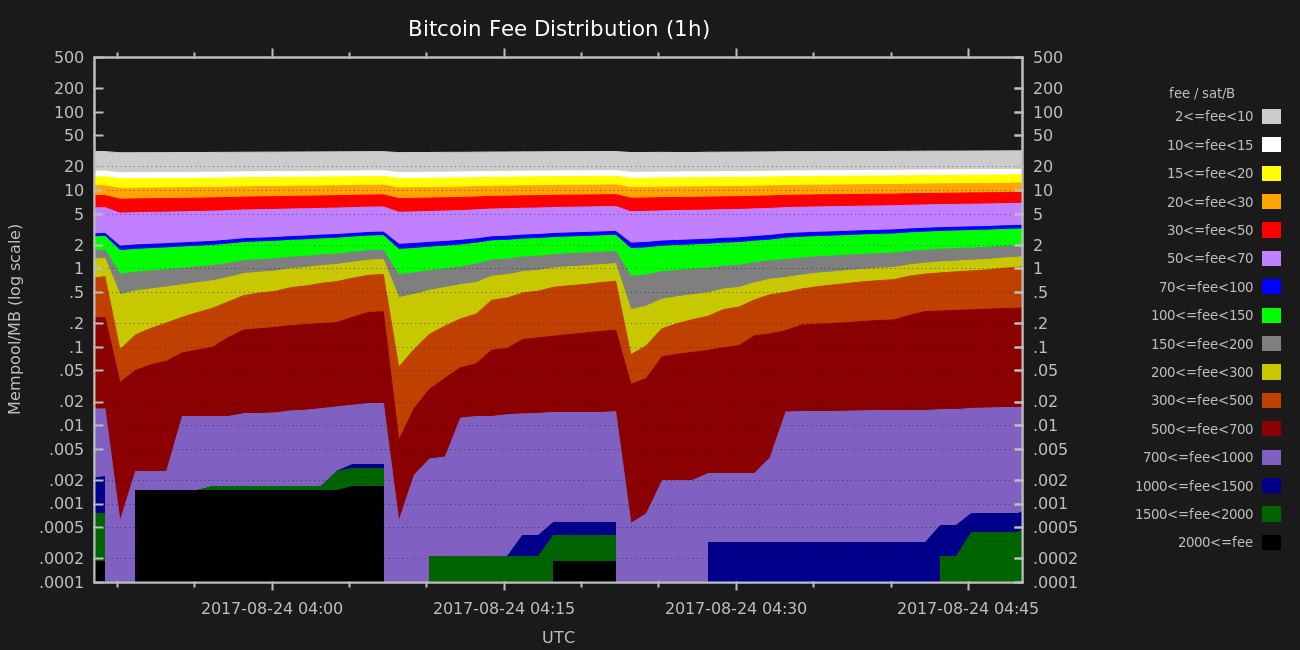 Bitcoin Fee Distribution (1h)
500
200
100
50
20
10
5
2
1
.5
.2
.1
.05
.02
.01
.005
.002
.001
.0005
.0002
.0001
Mempool/MB (log scale)
500
200
100
50
20
10
5
2
1
.5
.2
.1
.05
.02
.01
.005
.002
.001
.0005
.0002
.0001
2017-08-24 04:00
2017-08-24 04:15
2017-08-24 04:30
2017-08-24 04:45
UTC
fee / sat/B
2<=fee<10
10<=fee<15
15<=fee<20
20<=fee<30
30<=fee<50
50<=fee<70
70<=fee<100
100<=fee<150
150<=fee<200
200<=fee<300
300<=fee<500
500<=fee<700
700<=fee<1000
1000<=fee<1500
1500<=fee<2000
2000<=fee